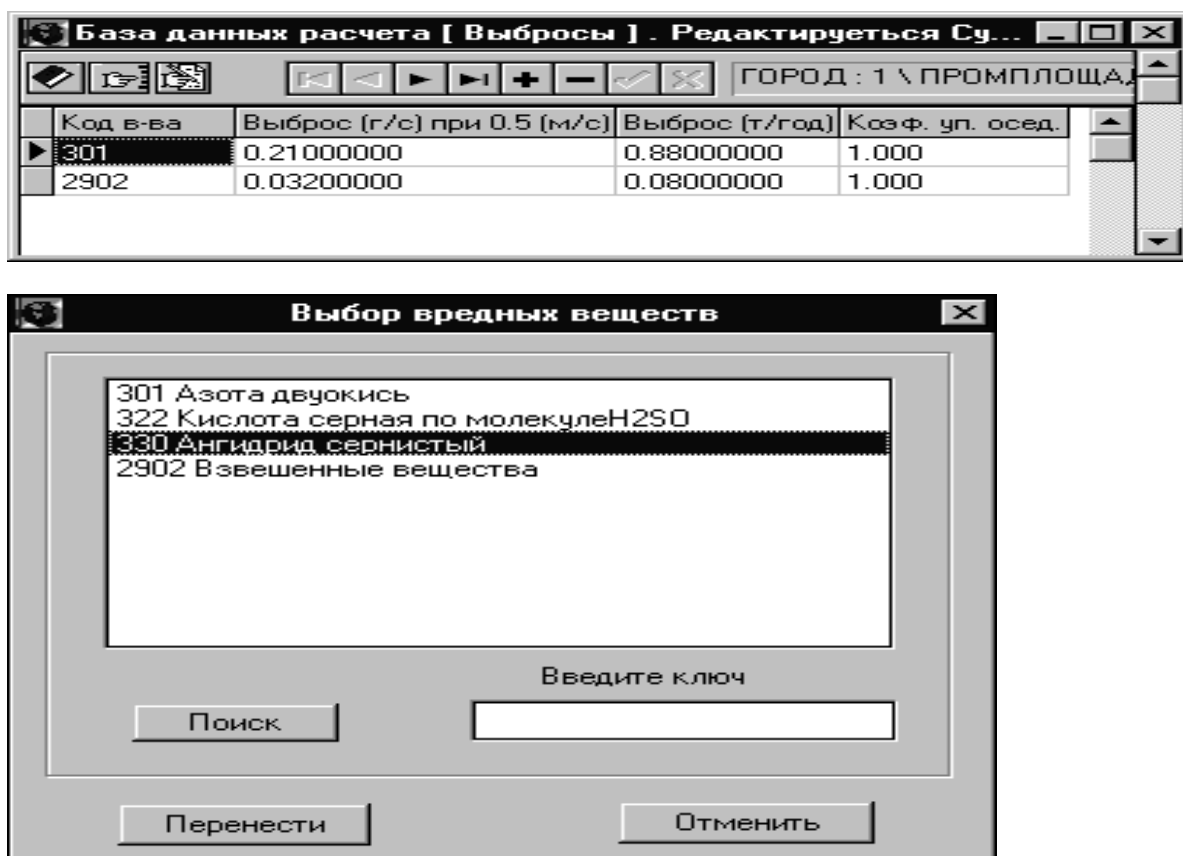 База данных расчета [ Выбросы ] . Редактируеться Су...
ГОРОД : 1 \ ПРОМПЛОЩАД
Код в-ва Выброс (г/с) при 0.5 (м/с) Выброс (т/год) Коэф. уп. осед.
301 0.21000000 0.88000000 1.000
2902 0.03200000 0.08000000 1.000
Выбор вредных веществ
301 Азота двуокись
322 Кислота серная по молекулеH2SO
330 Ангидрид сернистый
2902 Взвешенные вещества
Введите ключ
Поиск
Перенести Отменить